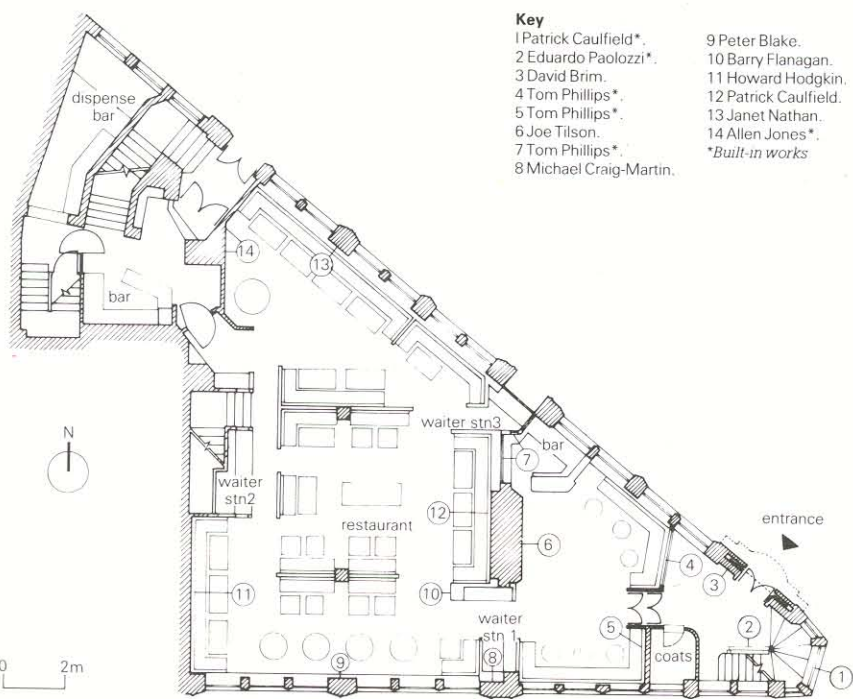 Key
1 Patrick Caulfield*.
2 Eduardo Paolozzi*.
3 David Brim.
4 Tom Phillips*.
5 Tom Phillips*.
6 Joe Tilson.
7 Tom Phillips*.
8 Michael Craig-Martin.
9 Peter Blake.
10 Barry Flanagan.
11 Howard Hodgkin.
12 Patrick Caulfield.
13 Janet Nathan.
14 Allen Jones*.
*Built-in works
dispense
bar
14
13
bar
N
waiter stn3
bar
7
waiter
stn2
12
restaurant
6
entrance
4
3
11
10
waiter
stn 1
5
coats
2
0 2m
9
8
1